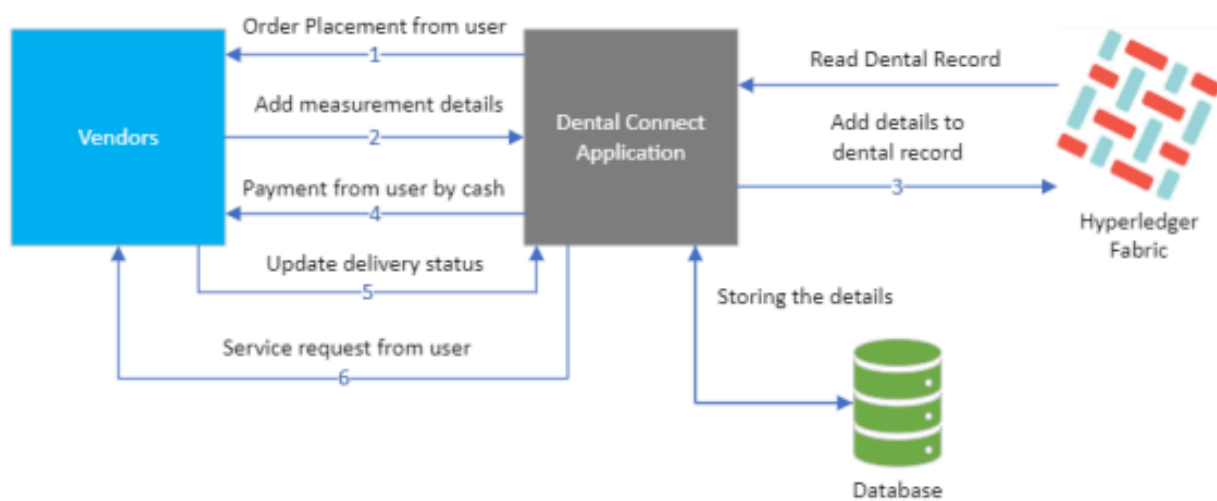 Order Placement from user
1
Read Dental Record
Add measurement details
2
Vendors
Dental Connect
Application
Add details to
dental record
3
Payment from user by cash
4
Hyperledger
Fabric
Update delivery status
5
Storing the details
Service request from user
6
Database